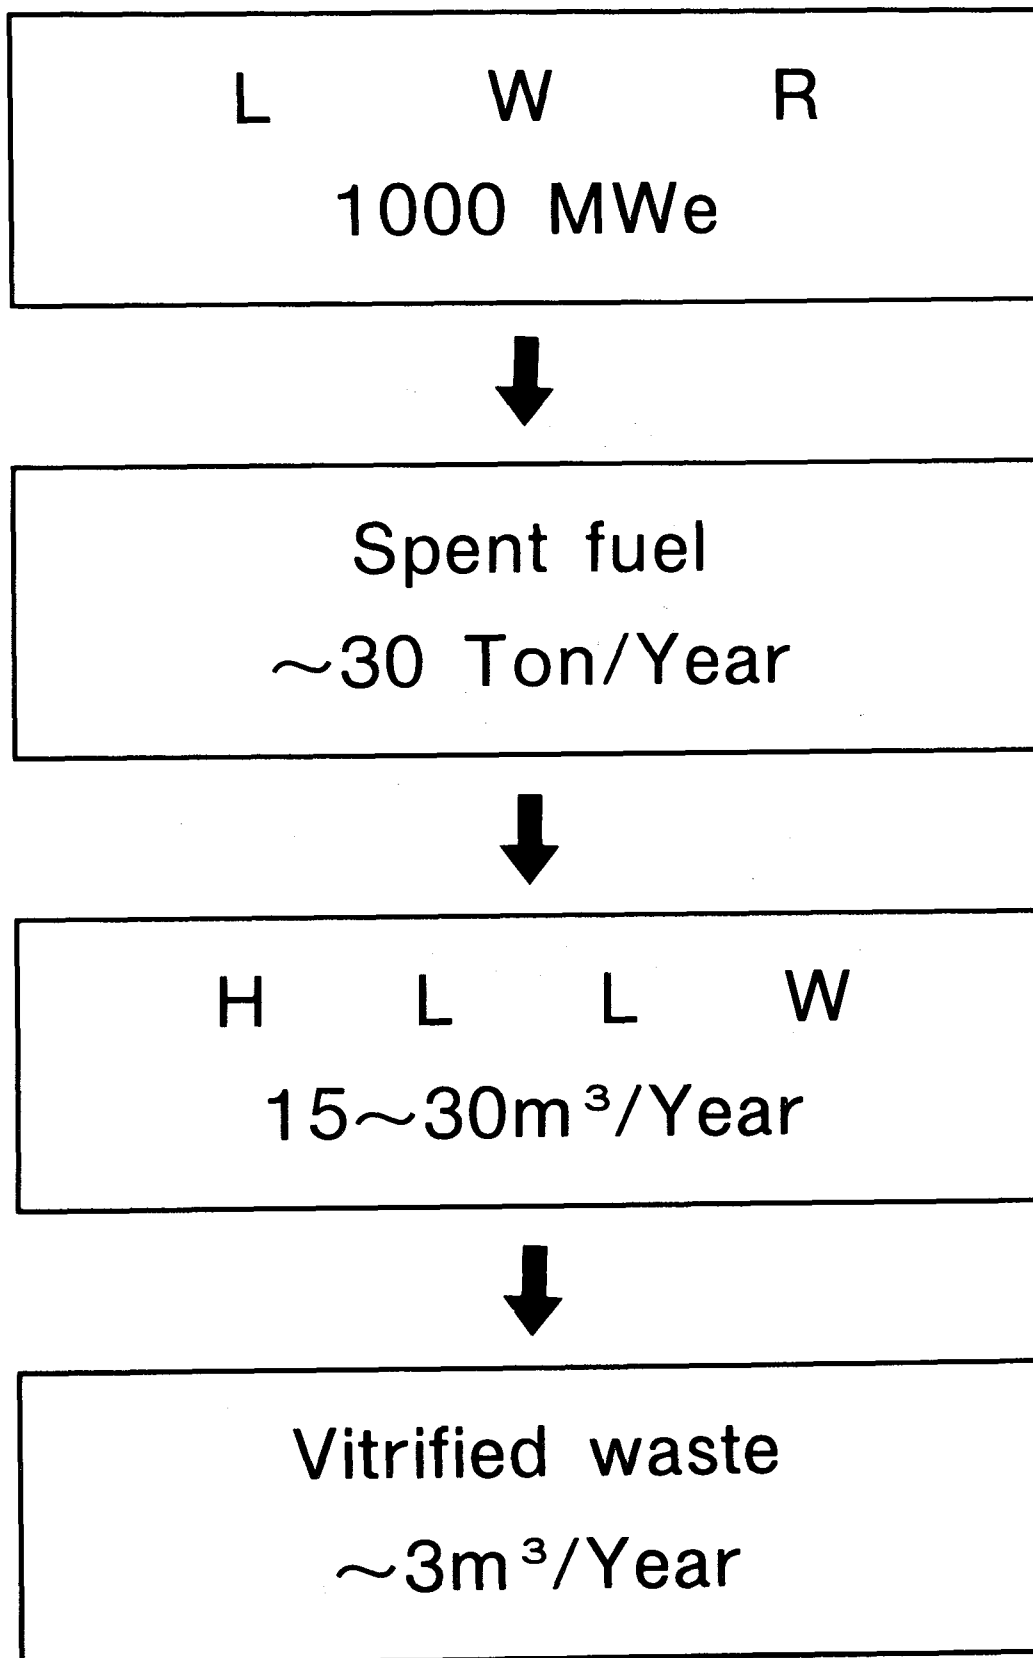 L W R
1000 MWe
Spent fuel
~30 Ton/Year
H L L W
15~30m³/Year
Vitrified waste
~3m³/Year